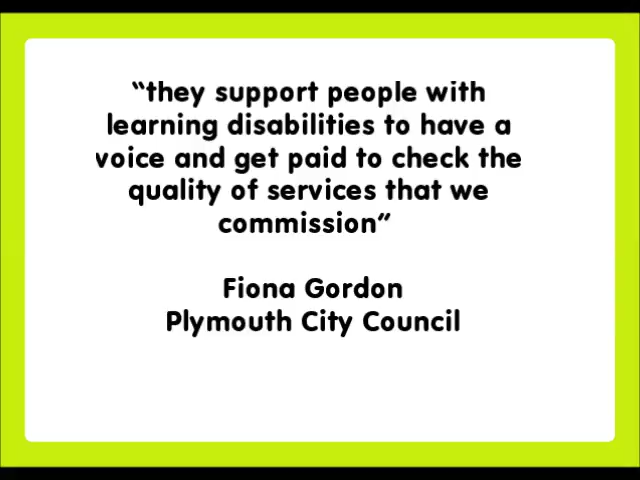 “they support people with
learning disabilities to have a
voice and get paid to check the
quality of services that we
commission”
Fiona Gordon
Plymouth City Council